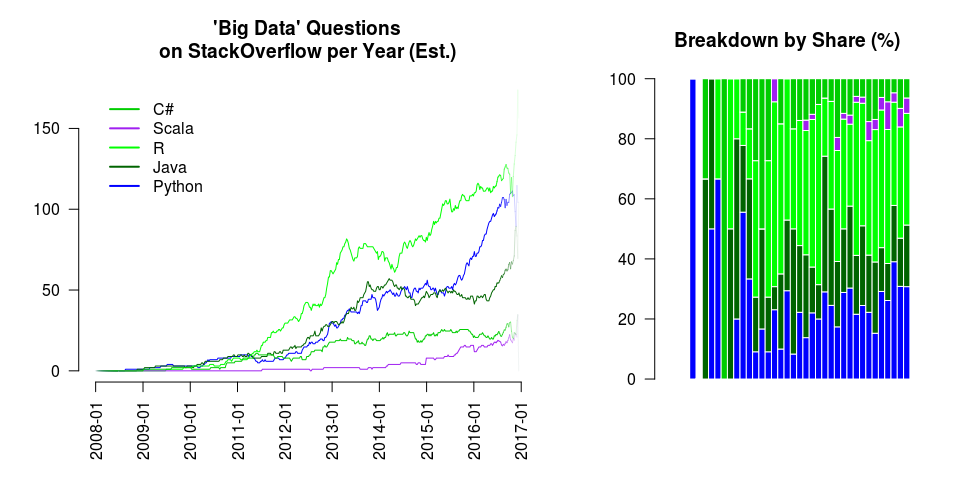 'Big Data' Questions
on StackOverflow per Year (Est.)
C#
Scala
R
Java
Python
150
100
50
0
2008-01
2009-01
2010-01
2011-01
2012-01
2013-01
2014-01
2015-01
2016-01
2017-01
Breakdown by Share (%)
100
80
60
40
20
0